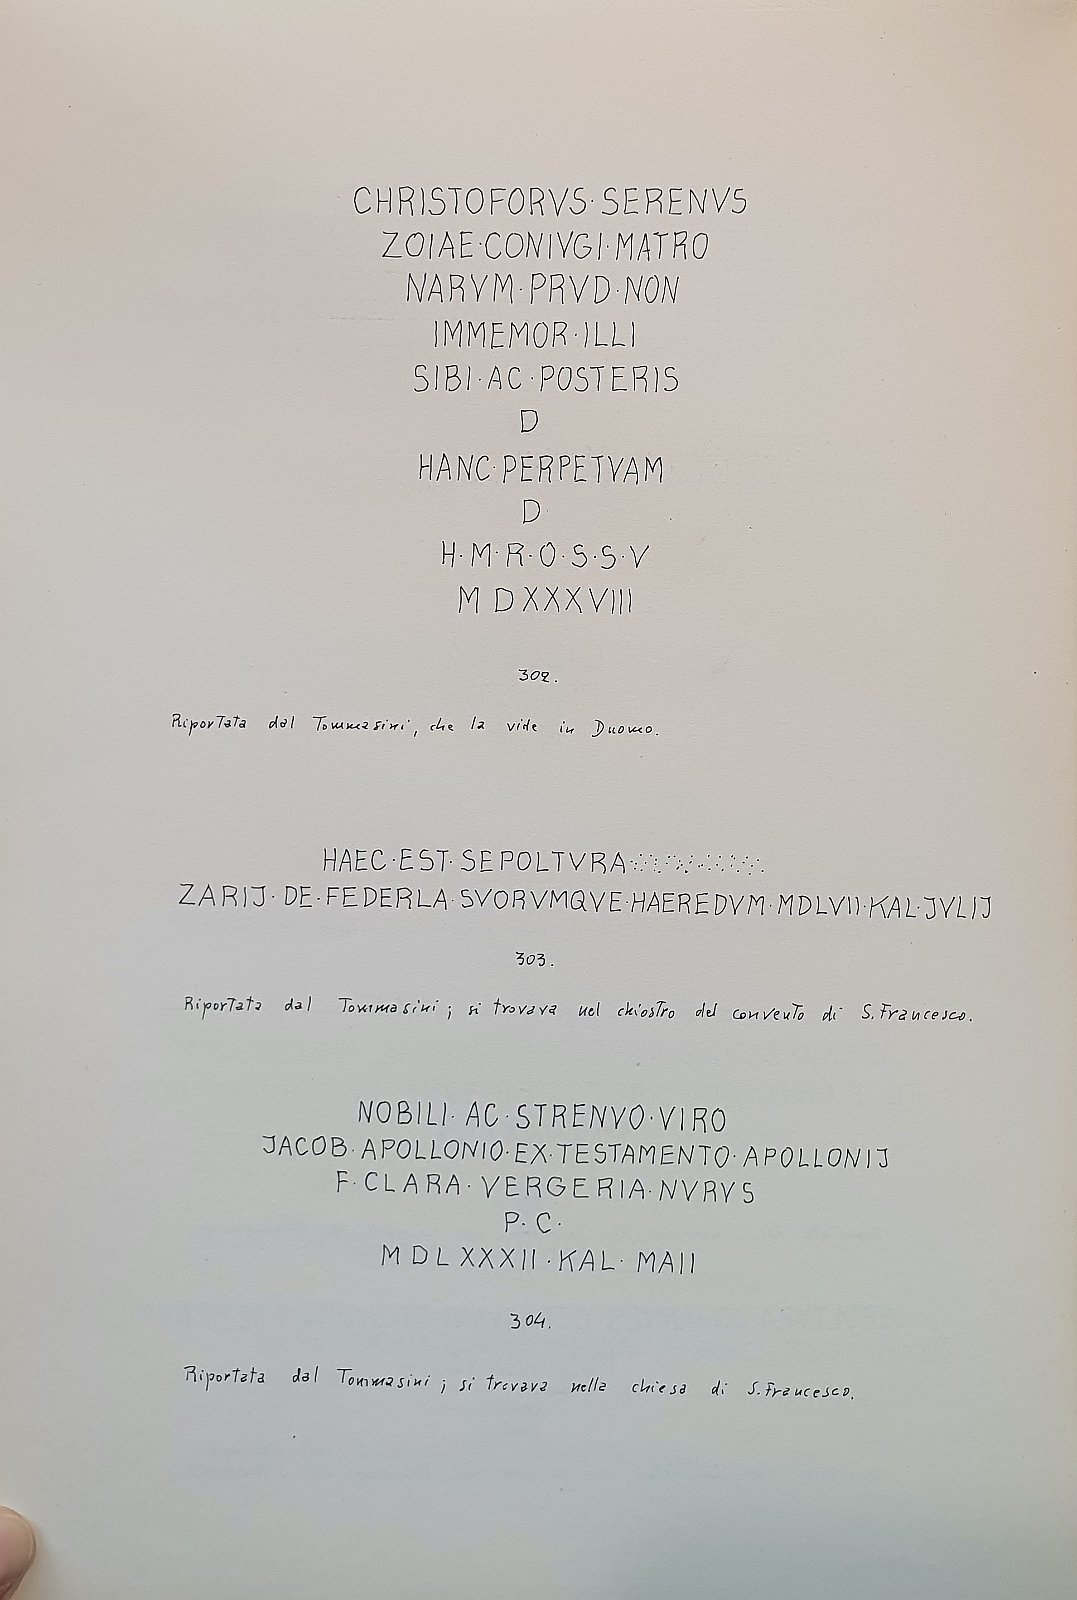 CHRISTOFORVS·SERENVS
ZOIAE·CONIVGI·MATRO
NARVM·PRVD·NON
IMMEMOR·ILLI
SIBI·AC·POSTERIS
D
HANC·PERPETVAM
D
H·M·R·O·S·S·V
M D XXXVIII
302.
Riportata dal Tommasini, che la vide in Duomo.
HAEC·EST·SEPOLTVRA
ZARIJ·DE·FEDERLA·SVORVMQVE·HAEREDVM·MDLVII·KAL·JVLIJ
303.
Riportata dal Tommasini; si trovava nel chiostro del convento di S. Francesco.
NOBILI·AC·STRENVO·VIRO
JACOB·APOLLONIO·EX·TESTAMENTO·APOLLONIJ
F·CLARA·VERGERIA·NVRVS
P·C·
M D L XXXII·KAL·MAII
304.
Riportata dal Tommasini; si trovava nella chiesa di S. Francesco.